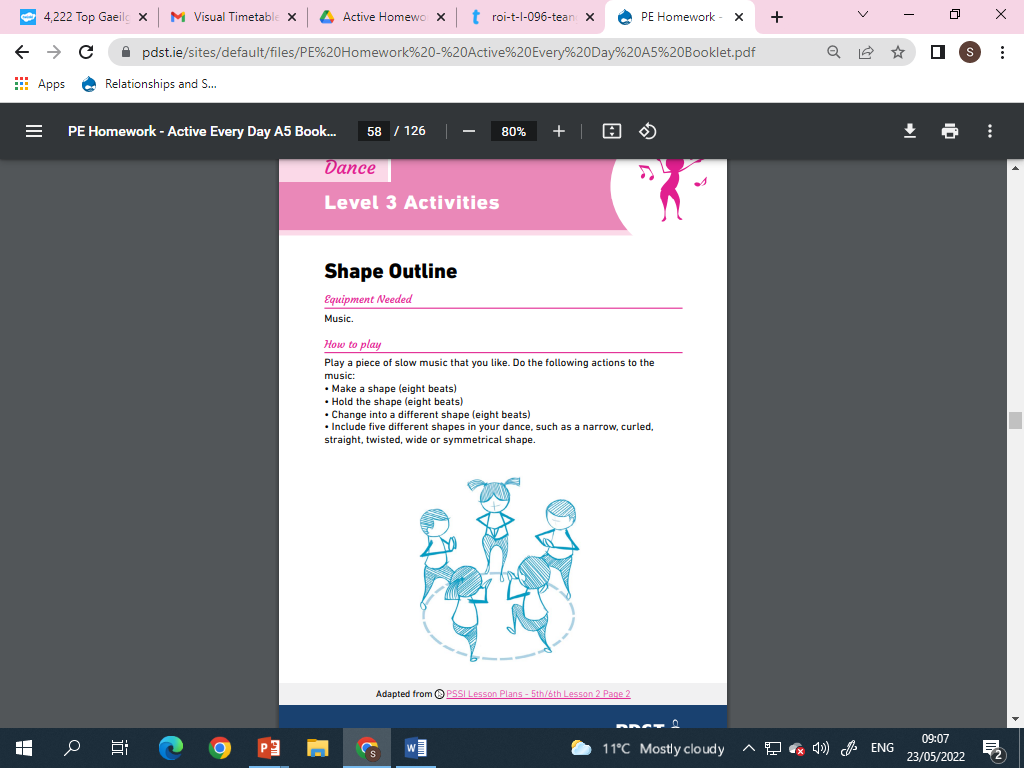 4,222 Top Gaeilg
Visual Timetable
Active Homewo
roi-t-l-096-tean
PE Homework -
pdst.ie/sites/default/files/PE%20Homework%20-%20Active%20Every%20Day%20A5%20Booklet.pdf
S
Apps
Relationships and S...
PE Homework - Active Every Day A5 Book...
58 / 126
80%
Dance
Level 3 Activities
Shape Outline
Equipment Needed
Music.
How to play
Play a piece of slow music that you like. Do the following actions to the
music:
• Make a shape (eight beats)
• Hold the shape (eight beats)
• Change into a different shape (eight beats)
• Include five different shapes in your dance, such as a narrow, curled,
straight, twisted, wide or symmetrical shape.
Adapted from PSSI Lesson Plans - 5th/6th Lesson 2 Page 2
PDST
11°C Mostly cloudy
ENG
09:07
23/05/2022
2